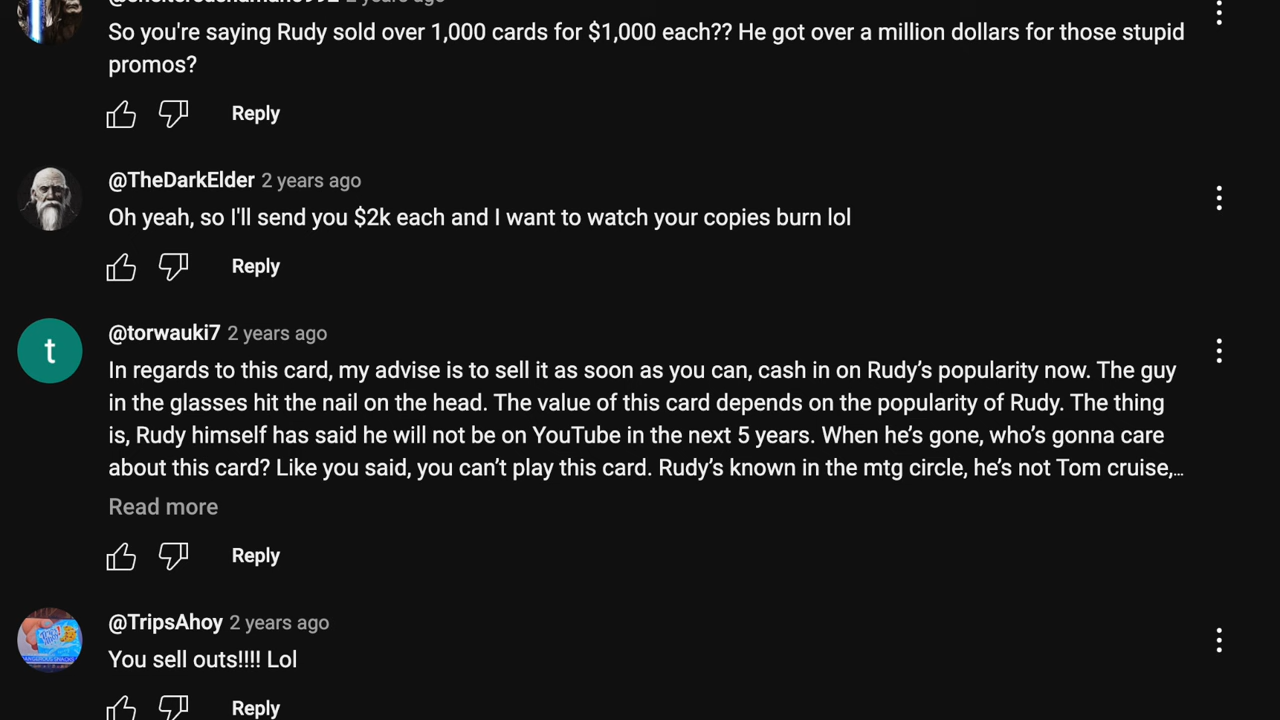 2 years ago
So you're saying Rudy sold over 1,000 cards for $1,000 each?? He got over a million dollars for those stupid
promos?
Reply
@TheDarkElder 2 years ago
Oh yeah, so I'll send you $2k each and I want to watch your copies burn lol
Reply
t
@torwauki7 2 years ago
In regards to this card, my advise is to sell it as soon as you can, cash in on Rudy’s popularity now. The guy
in the glasses hit the nail on the head. The value of this card depends on the popularity of Rudy. The thing
is, Rudy himself has said he will not be on YouTube in the next 5 years. When he’s gone, who’s gonna care
about this card? Like you said, you can’t play this card. Rudy’s known in the mtg circle, he’s not Tom cruise,...
Read more
Reply
@TripsAhoy 2 years ago
You sell outs!!!! Lol
Reply